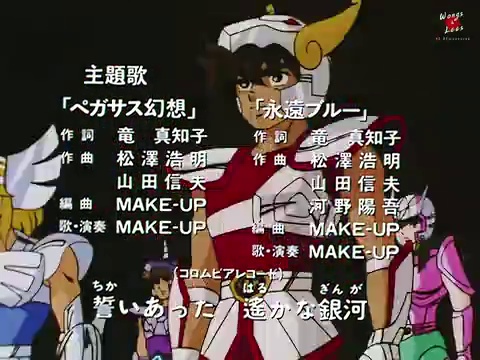 Wongs
&
Lees
主題歌
「ペガサス幻想」
作詞 竜 真知子
作曲 松澤浩明
山田信夫
編曲 MAKE-UP
歌・演奏 MAKE-UP
「永遠ブルー」
作詞 竜 真知子
作曲 松澤浩明
山田信夫
河野陽吾
編曲 MAKE-UP
歌・演奏 MAKE-UP
(コロムビアレコード)
誓いあった 遙かな銀河
ちか はる ぎんが